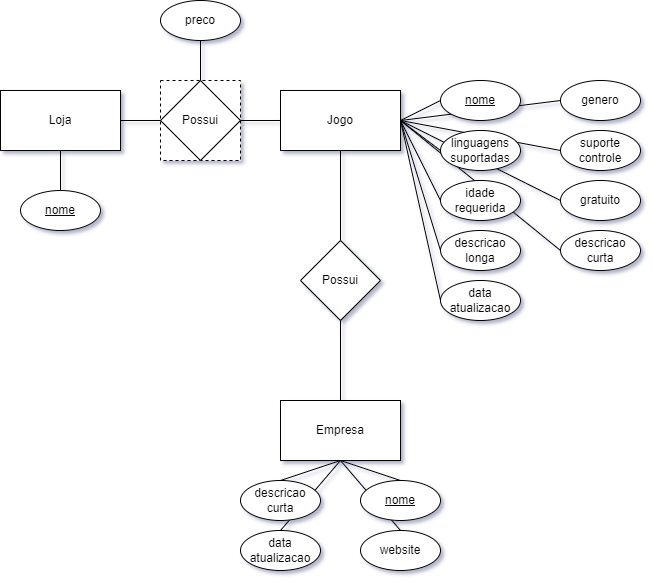 preco
Loja
Possui
Jogo
nome
genero
linguagens
suportadas
suporte
controle
nome
idade
requerida
gratuito
descricao
longa
descricao
curta
Possui
data
atualizacao
Empresa
descricao
curta
nome
data
atualizacao
website